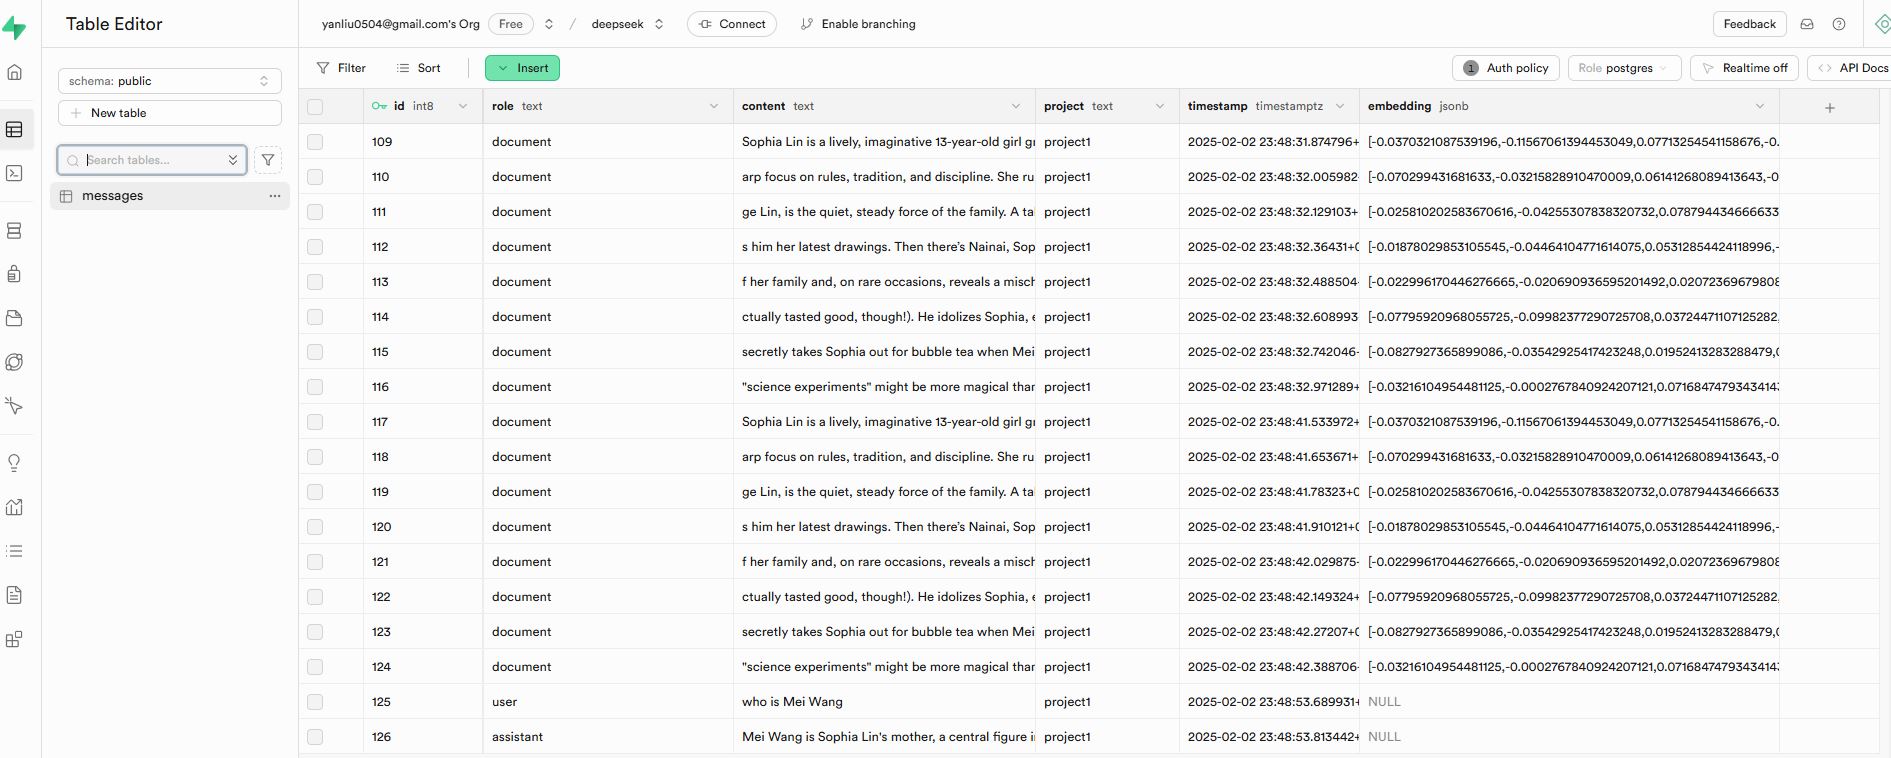 Table Editor
yanliu0504@gmail.com's Org Free / deepseek Connect Enable branching Feedback
schema: public
New table
Search tables...
messages
Filter Sort Insert 1 Auth policy Role postgres Realtime off API Docs
id int8 role text content text project text timestamp timestamptz embedding jsonb +
109 document Sophia Lin is a lively, imaginative 13-year-old girl gr project1 2025-02-02 23:48:31.874796+ [-0.0370321087539196,-0.11567061394453049,0.07713254541158676,-0.
110 document arp focus on rules, tradition, and discipline. She ru project1 2025-02-02 23:48:32.005982 [-0.070299431681633,-0.03215828910470009,0.06141268089413643,-0
111 document ge Lin, is the quiet, steady force of the family. A ta project1 2025-02-02 23:48:32.129103+ [-0.025810202583670616,-0.04255307838320732,0.078794434666633
112 document s him her latest drawings. Then there’s Nainai, Sop project1 2025-02-02 23:48:32.36431+0 [-0.01878029853105545,-0.04464104771614075,0.05312854424118996,-
113 document f her family and, on rare occasions, reveals a misch project1 2025-02-02 23:48:32.488504 [-0.022996170446276665,-0.020690936595201492,0.02072369679808
114 document ctually tasted good, though!). He idolizes Sophia, e project1 2025-02-02 23:48:32.608993 [-0.07795920968055725,-0.09982377290725708,0.03724471107125282,
115 document secretly takes Sophia out for bubble tea when Mei project1 2025-02-02 23:48:32.742046 [-0.0827927365899086,-0.03542925417423248,0.01952413283288479,0
116 document "science experiments" might be more magical than project1 2025-02-02 23:48:32.971289+ [-0.03216104954481125,-0.0002767840924207121,0.0716847479343414
117 document Sophia Lin is a lively, imaginative 13-year-old girl gr project1 2025-02-02 23:48:41.533972+ [-0.0370321087539196,-0.11567061394453049,0.07713254541158676,-0.
118 document arp focus on rules, tradition, and discipline. She ru project1 2025-02-02 23:48:41.653671+ [-0.070299431681633,-0.03215828910470009,0.06141268089413643,-0
119 document ge Lin, is the quiet, steady force of the family. A ta project1 2025-02-02 23:48:41.78323+0 [-0.025810202583670616,-0.04255307838320732,0.078794434666633
120 document s him her latest drawings. Then there’s Nainai, Sop project1 2025-02-02 23:48:41.910121+0 [-0.01878029853105545,-0.04464104771614075,0.05312854424118996,-
121 document f her family and, on rare occasions, reveals a misch project1 2025-02-02 23:48:42.029875 [-0.022996170446276665,-0.020690936595201492,0.02072369679808
122 document ctually tasted good, though!). He idolizes Sophia, e project1 2025-02-02 23:48:42.149324+ [-0.07795920968055725,-0.09982377290725708,0.03724471107125282,
123 document secretly takes Sophia out for bubble tea when Mei project1 2025-02-02 23:48:42.27207+0 [-0.0827927365899086,-0.03542925417423248,0.01952413283288479,0
124 document "science experiments" might be more magical than project1 2025-02-02 23:48:42.388706 [-0.03216104954481125,-0.0002767840924207121,0.0716847479343414
125 user who is Mei Wang project1 2025-02-02 23:48:53.689931+ NULL
126 assistant Mei Wang is Sophia Lin's mother, a central figure i project1 2025-02-02 23:48:53.813442+ NULL